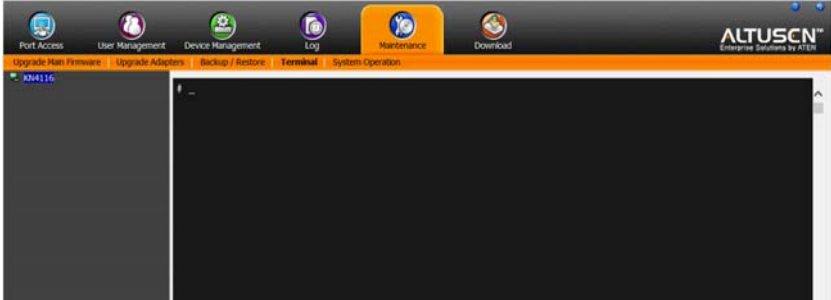 Port Access User Management Device Management Log Maintenance Download
ALTUSEN™
Enterprise Solutions by ATEN
Upgrade Main Firmware | Upgrade Adapters | Backup / Restore | Terminal | System Operation
KN4116
# _